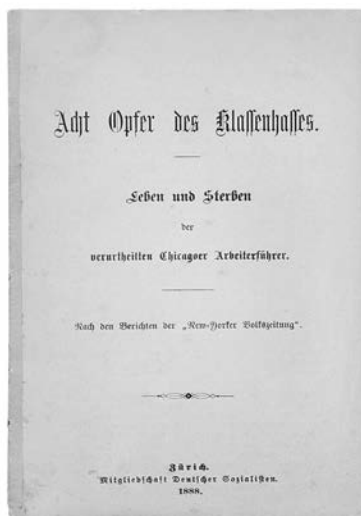 Acht Opfer des Klassenhasses.
Leben und Sterben
der
verurtheilten Chicagoer Arbeiterführer.
Nach den Berichten der „New-Yorker Volkszeitung“.
Zürich.
Mitgliedschaft Deutscher Sozialisten.
1888.